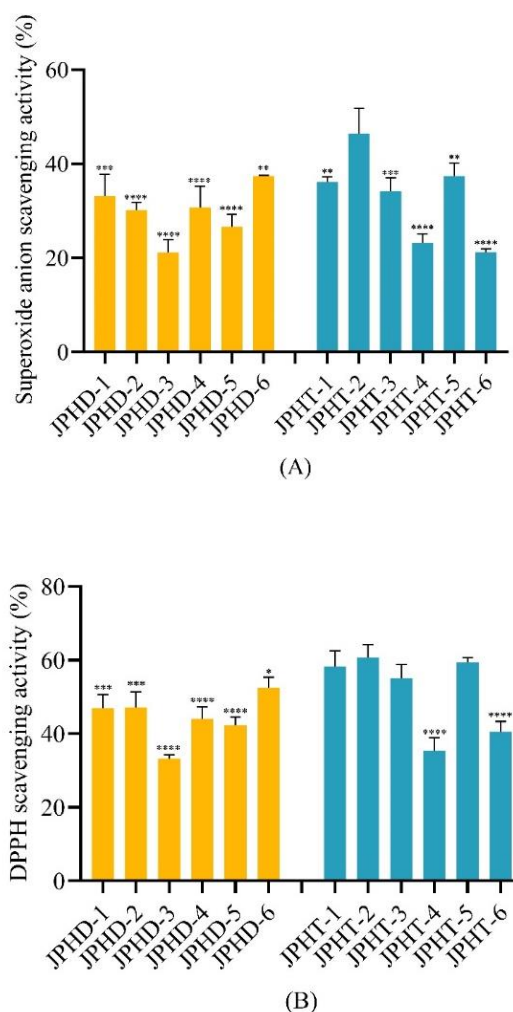 Superoxide anion scavenging activity (%)
60
40
20
0
***
****
****
****
****
**
**
***
****
**
****
JPHD-1
JPHD-2
JPHD-3
JPHD-4
JPHD-5
JPHD-6
JPHT-1
JPHT-2
JPHT-3
JPHT-4
JPHT-5
JPHT-6
(A)
DPPH scavenging activity (%)
80
60
40
20
0
***
***
****
****
****
*
****
****
JPHD-1
JPHD-2
JPHD-3
JPHD-4
JPHD-5
JPHD-6
JPHT-1
JPHT-2
JPHT-3
JPHT-4
JPHT-5
JPHT-6
(B)